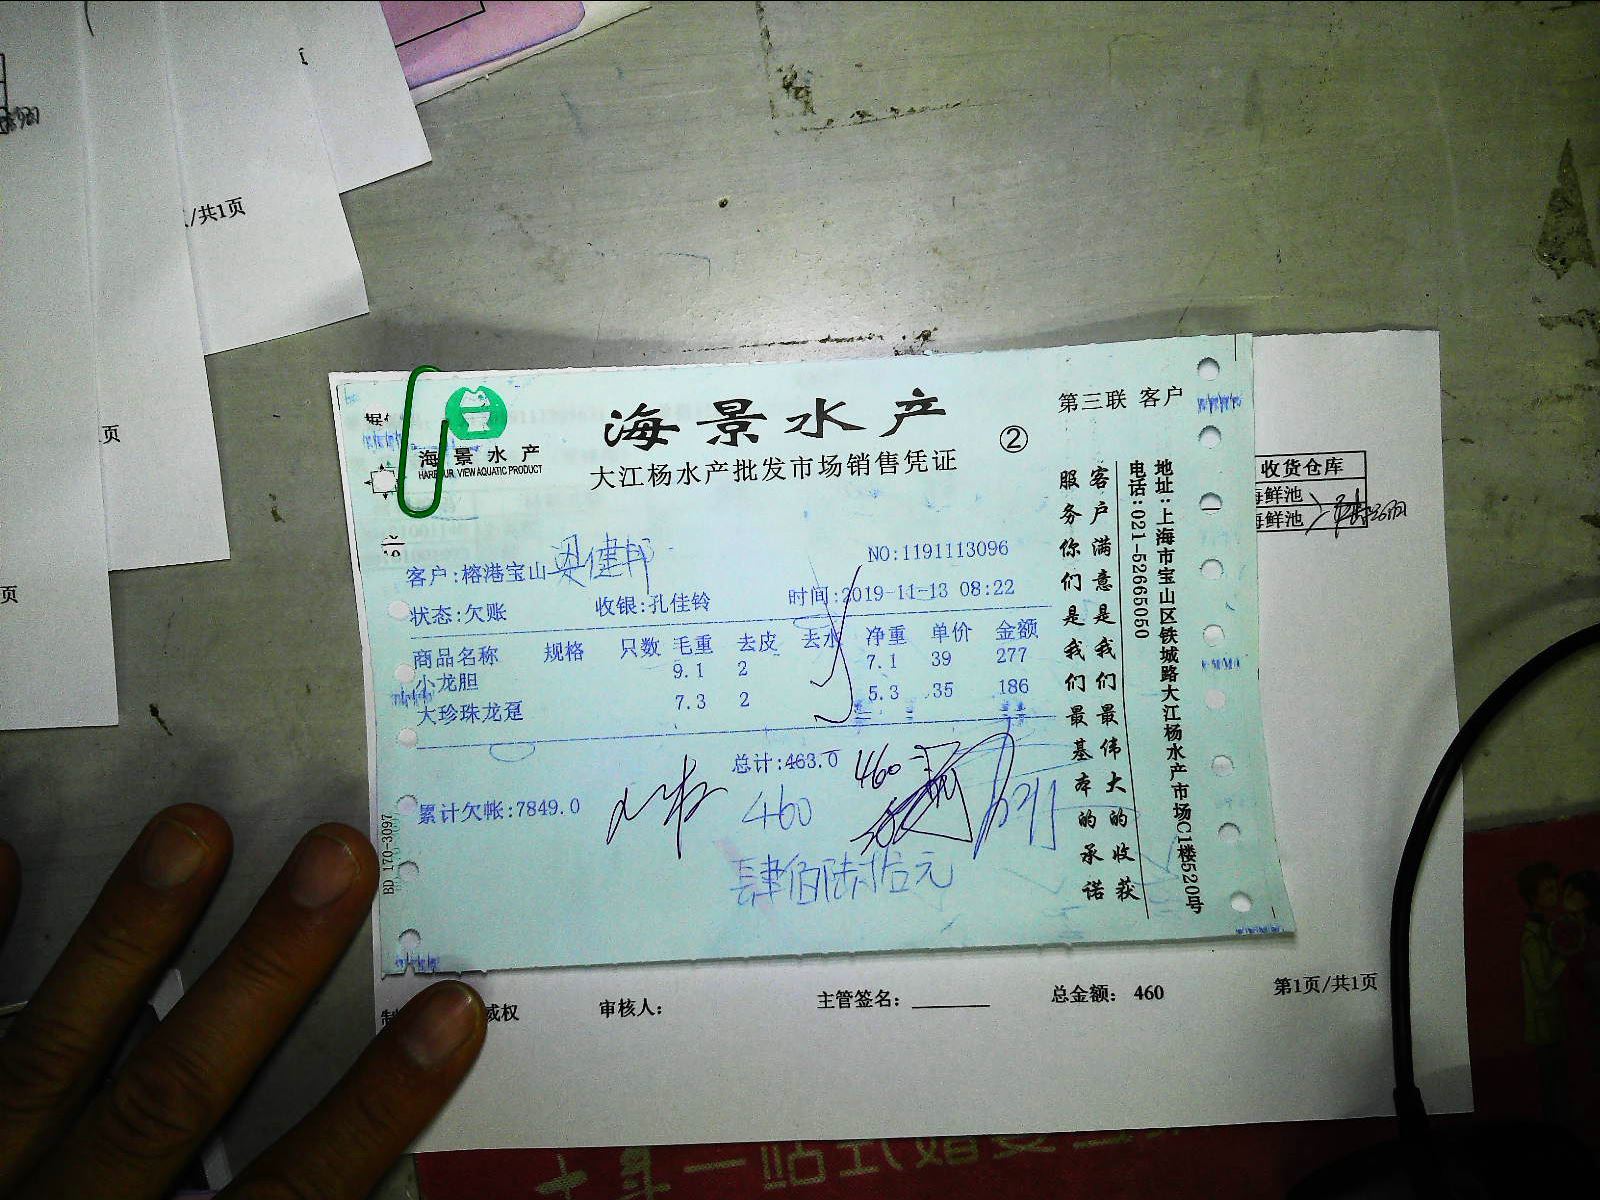 /共1页
页
页
海景水产
HARBOUR VIEW AQUATIC PRODUCT
海景水产
②
第三联 客户
大江杨水产批发市场销售凭证
客户:榕港宝山 梁健邦
NO:1191113096
状态:欠账 收银:孔佳铃 时间:2019-11-13 08:22
商品名称 规格 只数 毛重 去皮 去水 净重 单价 金额
小龙胆 9.1 2 7.1 39 277
大珍珠龙趸 7.3 2 5.3 35 186
总计:463.0 460
累计欠帐:7849.0 460
肆佰陆拾元
客户满意是我们最伟大的收获
服务你们是我们最基本的承诺
地址:上海市宝山区铁城路大江杨水产市场C1楼520号
电话:021-52665050
BD 170-3097
收货仓库
海鲜池
海鲜池
审核人: 主管签名: 总金额: 460 第1页/共1页